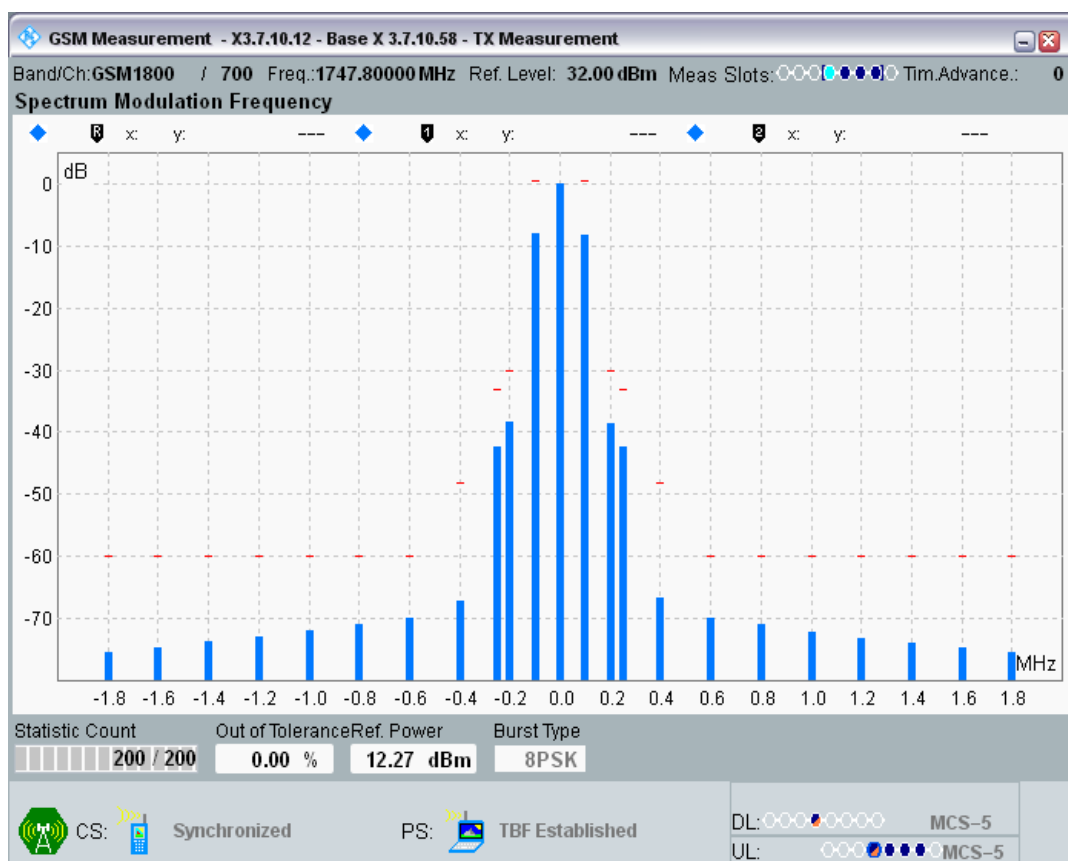 GSM Measurement - X3.7.10.12 - Base X 3.7.10.58 - TX Measurement
Band/Ch:GSM1800 / 700 Freq.:1747.80000 MHz Ref. Level: 32.00 dBm Meas Slots: Tim.Advance.: 0
Spectrum Modulation Frequency
R x: y: --- 1 x: y: --- 2 x: y: ---
dB
0
-10
-20
-30
-40
-50
-60
-70
MHz
-1.8 -1.6 -1.4 -1.2 -1.0 -0.8 -0.6 -0.4 -0.2 0.0 0.2 0.4 0.6 0.8 1.0 1.2 1.4 1.6 1.8
Statistic Count Out of Tolerance Ref. Power Burst Type
200 / 200 0.00 % 12.27 dBm 8PSK
CS: Synchronized PS: TBF Established
DL: MCS-5
UL: MCS-5